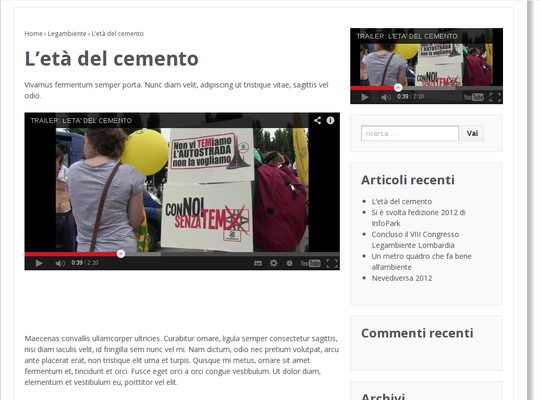 Home › Legambiente › L'età del cemento
L'età del cemento
Vivamus fermentum semper porta. Nunc diam velit, adipiscing ut tristique vitae, sagittis vel
odio.
TRAILER: L'ETA' DEL CEMENTO
Non vi TEMiamo
L'AUTOSTRADA
non la vogliamo
CON NOI
SENZA TEM
0:39 / 2:10
YouTube
Maecenas convallis ullamcorper ultricies. Curabitur ornare, ligula semper consectetur sagittis,
nisi diam iaculis velit, id fringilla sem nunc vel mi. Nam dictum, odio nec pretium volutpat, arcu
ante placerat erat, non tristique elit urna et turpis. Quisque mi metus, ornare sit amet
fermentum et, tincidunt et orci. Fusce eget orci a orci congue vestibulum. Ut dolor diam,
elementum et vestibulum eu, porttitor vel elit.
TRAILER: L'ETA' DEL CEMENTO
CON NOI
SENZA TEM
0:39 / 2:10
YouTube
ricerca ...
Vai
Articoli recenti
L'età del cemento
Si è svolta l'edizione 2012 di
InfoPark
Concluso il VIII Congresso
Legambiente Lombardia
Un metro quadro che fa bene
all'ambiente
Nevediversa 2012
Commenti recenti
Archivi